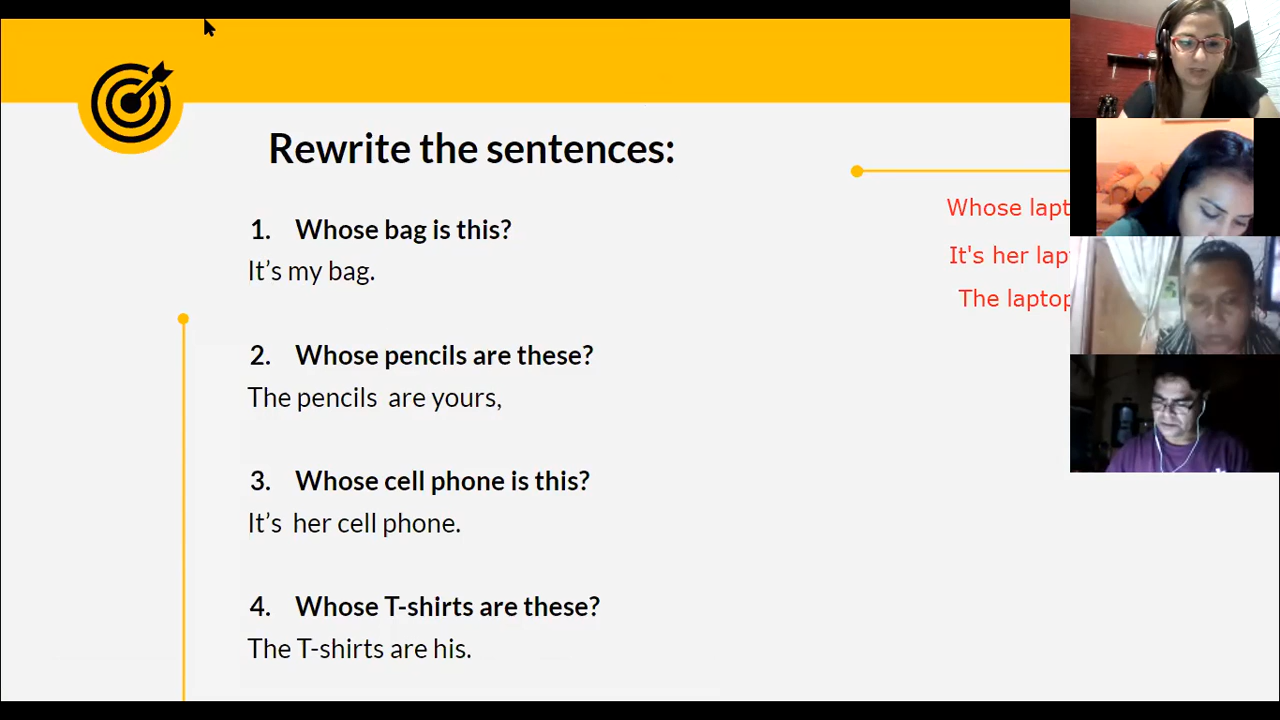 Rewrite the sentences:
1. Whose bag is this?
It’s my bag.
2. Whose pencils are these?
The pencils are yours,
3. Whose cell phone is this?
It’s her cell phone.
4. Whose T-shirts are these?
The T-shirts are his.
Whose lapt
It's her lap
The laptop